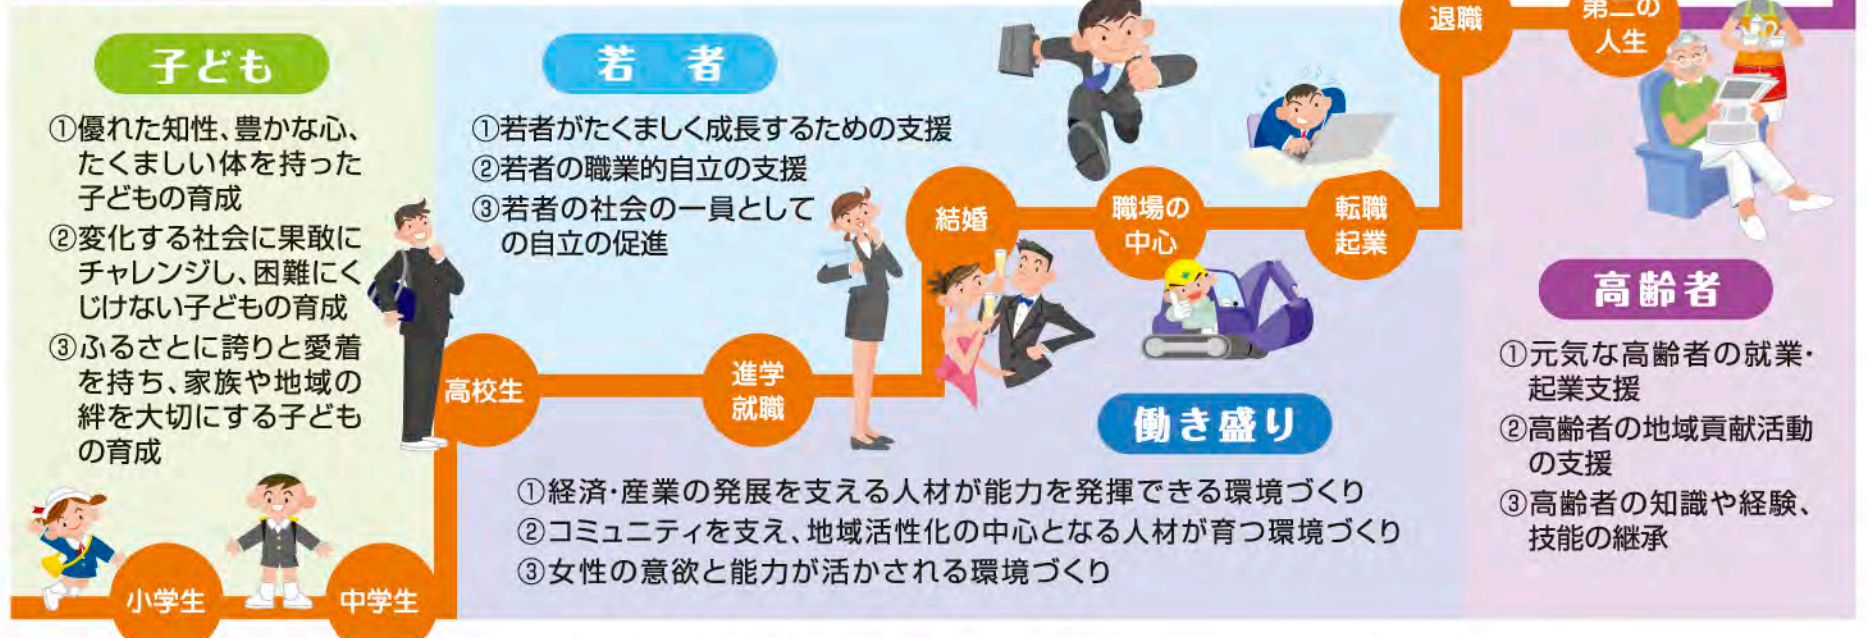 子ども
①優れた知性、豊かな心、
たくましい体を持った
子どもの育成
②変化する社会に果敢に
チャレンジし、困難にく
じけない子どもの育成
③ふるさとに誇りと愛着
を持ち、家族や地域の
絆を大切にする子ども
の育成
小学生
中学生
高校生
若者
①若者がたくましく成長するための支援
②若者の職業的自立の支援
③若者の社会の一員として
の自立の促進
進学
就職
結婚
職場の
中心
転職
起業
退職
第二の
人生
働き盛り
①経済・産業の発展を支える人材が能力を発揮できる環境づくり
②コミュニティを支え、地域活性化の中心となる人材が育つ環境づくり
③女性の意欲と能力が活かされる環境づくり
高齢者
①元気な高齢者の就業・
起業支援
②高齢者の地域貢献活動
の支援
③高齢者の知識や経験、
技能の継承